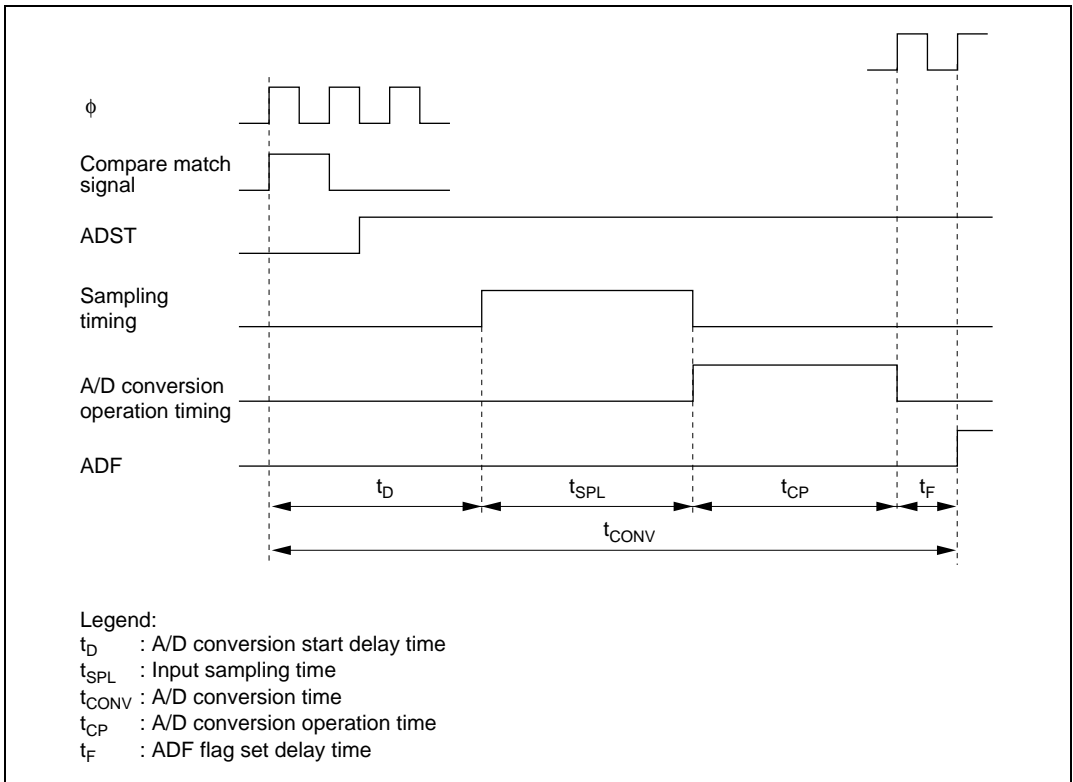 ϕ
Compare match
signal
ADST
Sampling
timing
A/D conversion
operation timing
ADF
tD tSPL tCP tF
tCONV
Legend:
tD : A/D conversion start delay time
tSPL : Input sampling time
tCONV : A/D conversion time
tCP : A/D conversion operation time
tF : ADF flag set delay time